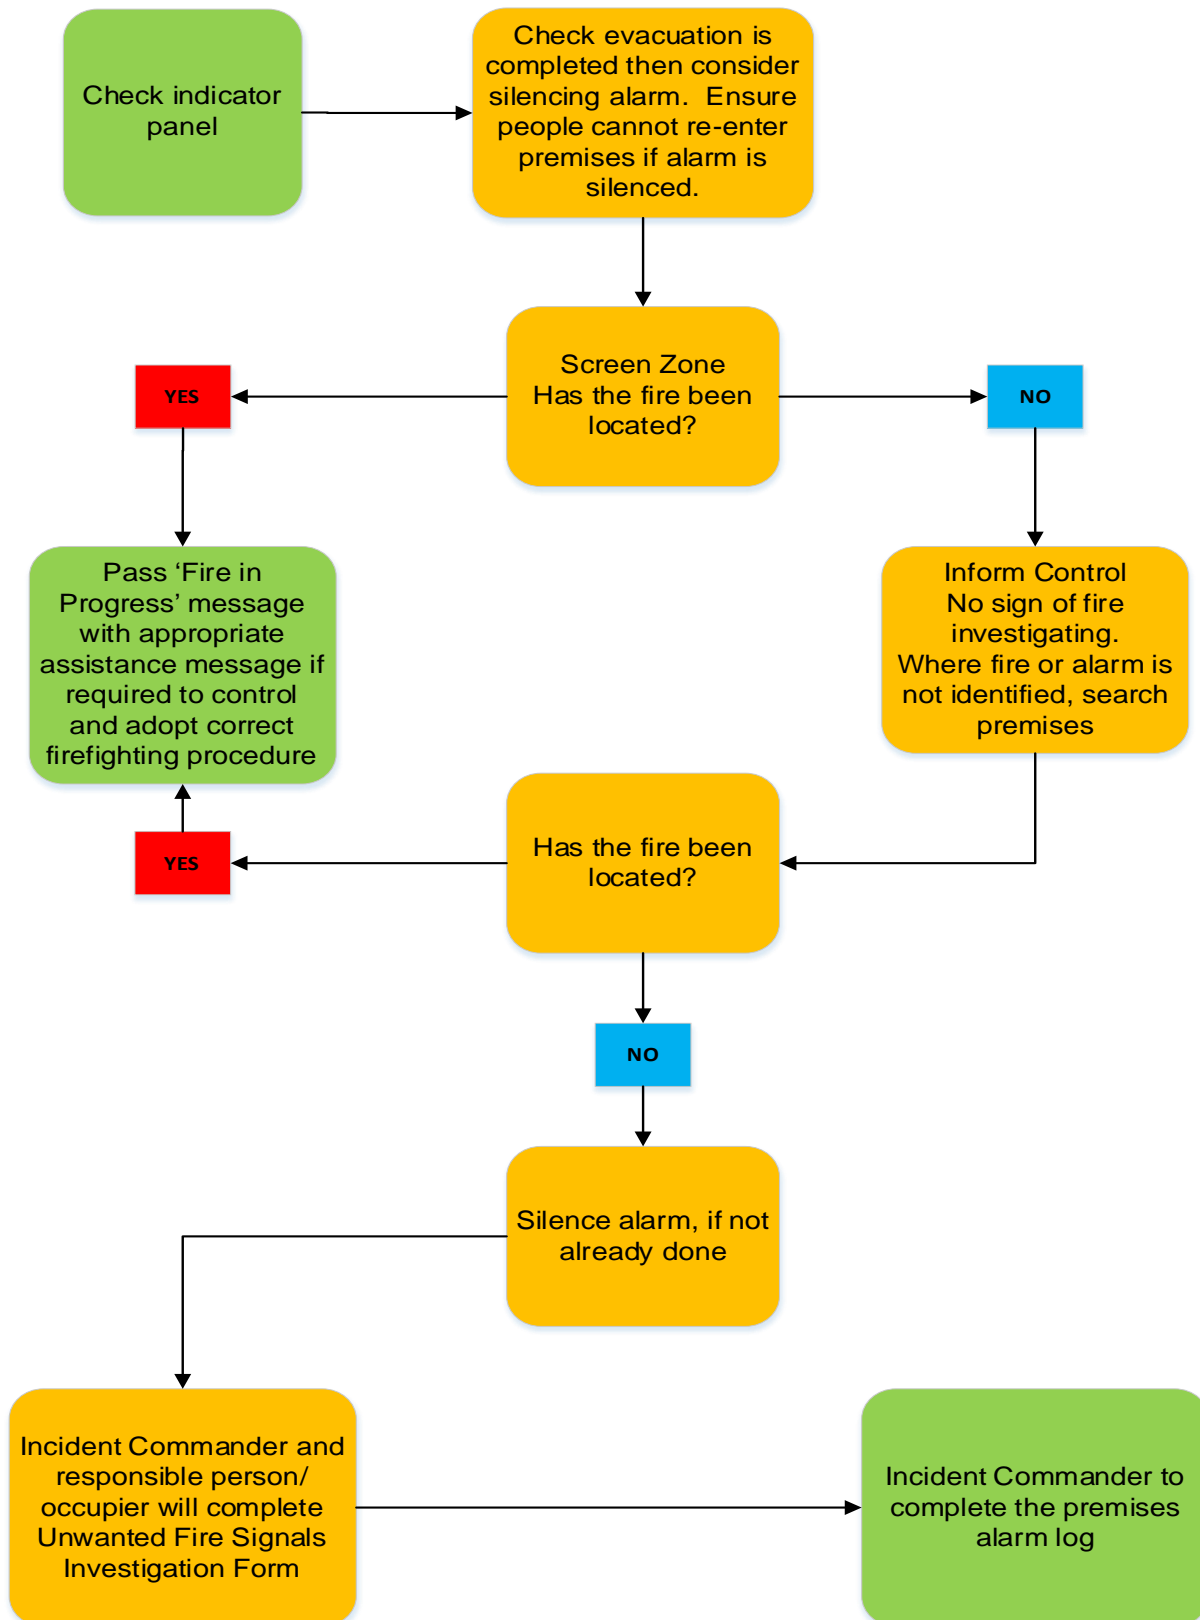 Check indicator
panel
Check evacuation is
completed then consider
silencing alarm.  Ensure
people cannot re-enter
premises if alarm is
silenced.
Screen Zone
Has the fire been
located?
YES
NO
Pass ‘Fire in
Progress’ message
with appropriate
assistance message if
required to control
and adopt correct
firefighting procedure
Inform Control
No sign of fire
investigating.
Where fire or alarm is
not identified, search
premises
Has the fire been
located?
YES
NO
Silence alarm, if not
already done
Incident Commander and
responsible person/
occupier will complete
Unwanted Fire Signals
Investigation Form
Incident Commander to
complete the premises
alarm log